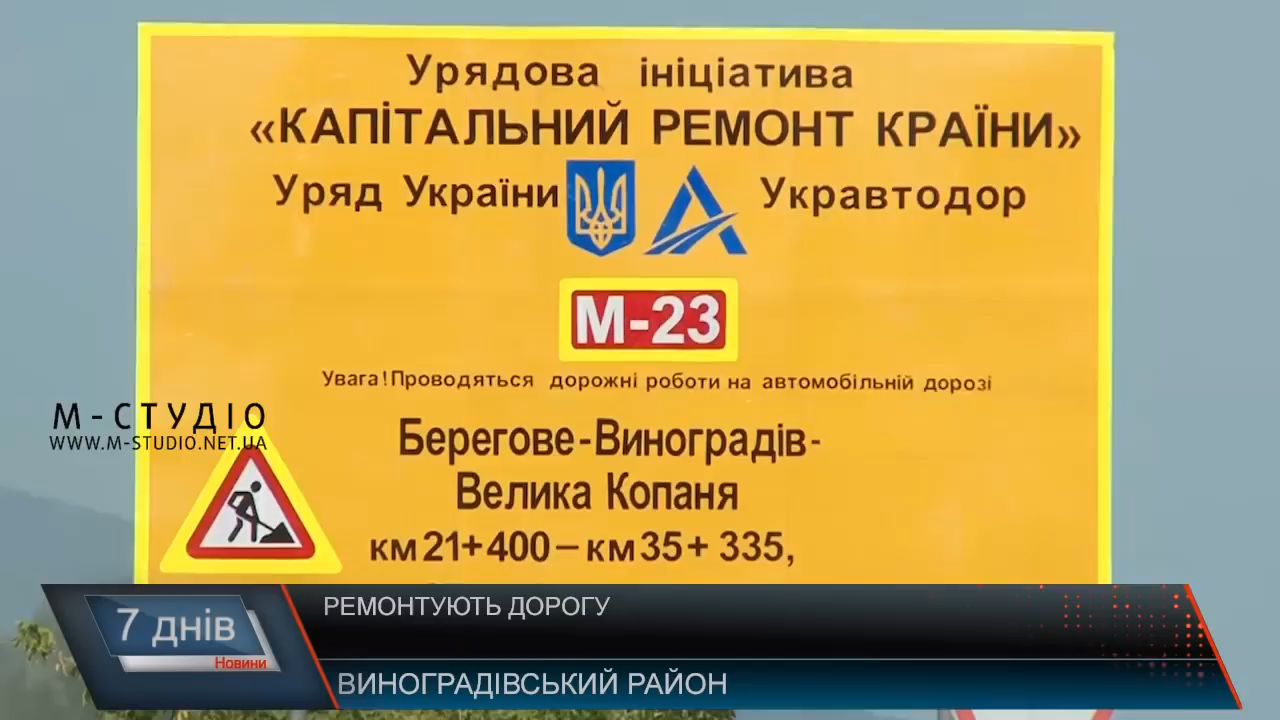 Урядова ініціатива
«КАПІТАЛЬНИЙ РЕМОНТ КРАЇНИ»
Уряд України Укравтодор
М-23
Увага! Проводяться дорожні роботи на автомобільній дорозі
Берегове-Виноградів-
Велика Копаня
км 21+400 – км 35+ 335,
М-СТУДІО
WWW.M-STUDIO.NET.UA
7 днів
Новини
РЕМОНТУЮТЬ ДОРОГУ
ВИНОГРАДІВСЬКИЙ РАЙОН